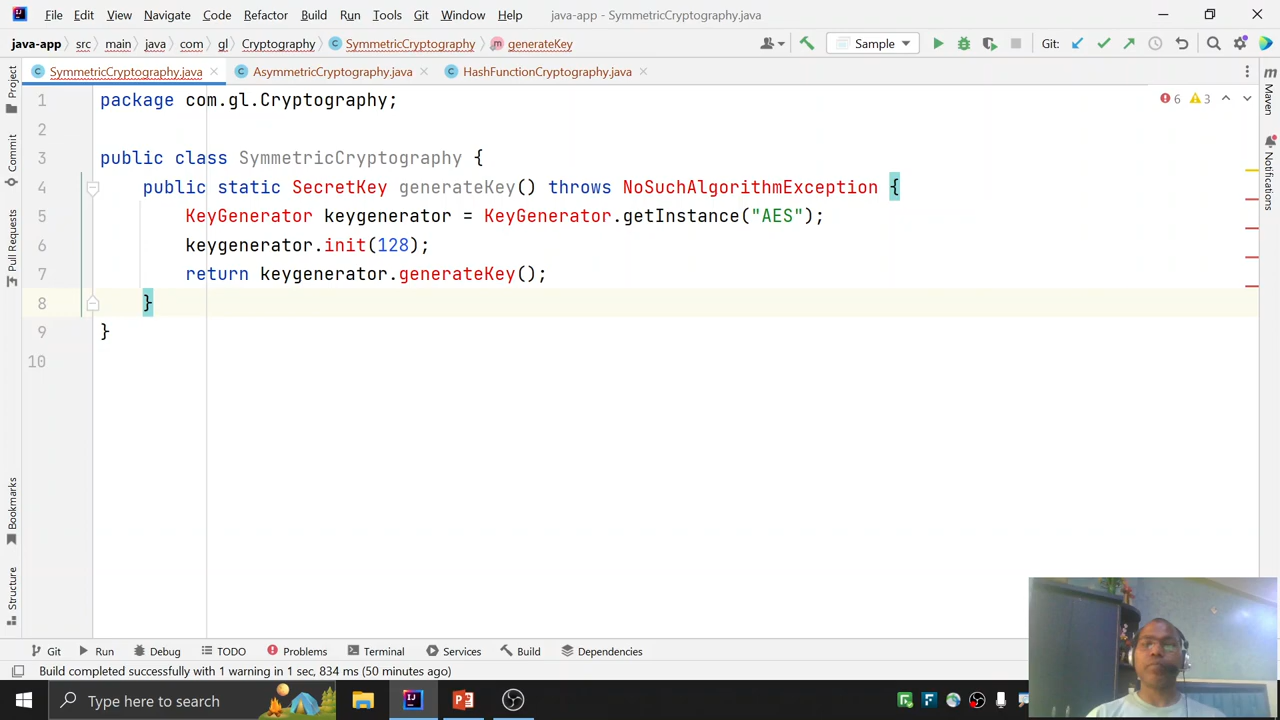 File Edit View Navigate Code Refactor Build Run Tools Git Window Help java-app - SymmetricCryptography.java
java-app src main java com gl Cryptography SymmetricCryptography generateKey Sample Git:
SymmetricCryptography.java AsymmetricCryptography.java HashFunctionCryptography.java
Project
Commit
Pull Requests
Bookmarks
Structure
Maven
Notifications
6 3
1 package com.gl.Cryptography;
2
3 public class SymmetricCryptography {
4 public static SecretKey generateKey() throws NoSuchAlgorithmException {
5 KeyGenerator keygenerator = KeyGenerator.getInstance("AES");
6 keygenerator.init(128);
7 return keygenerator.generateKey();
8 }
9 }
10
Git Run Debug TODO Problems Terminal Services Build Dependencies
Build completed successfully with 1 warning in 1 sec, 834 ms (50 minutes ago)
Type here to search